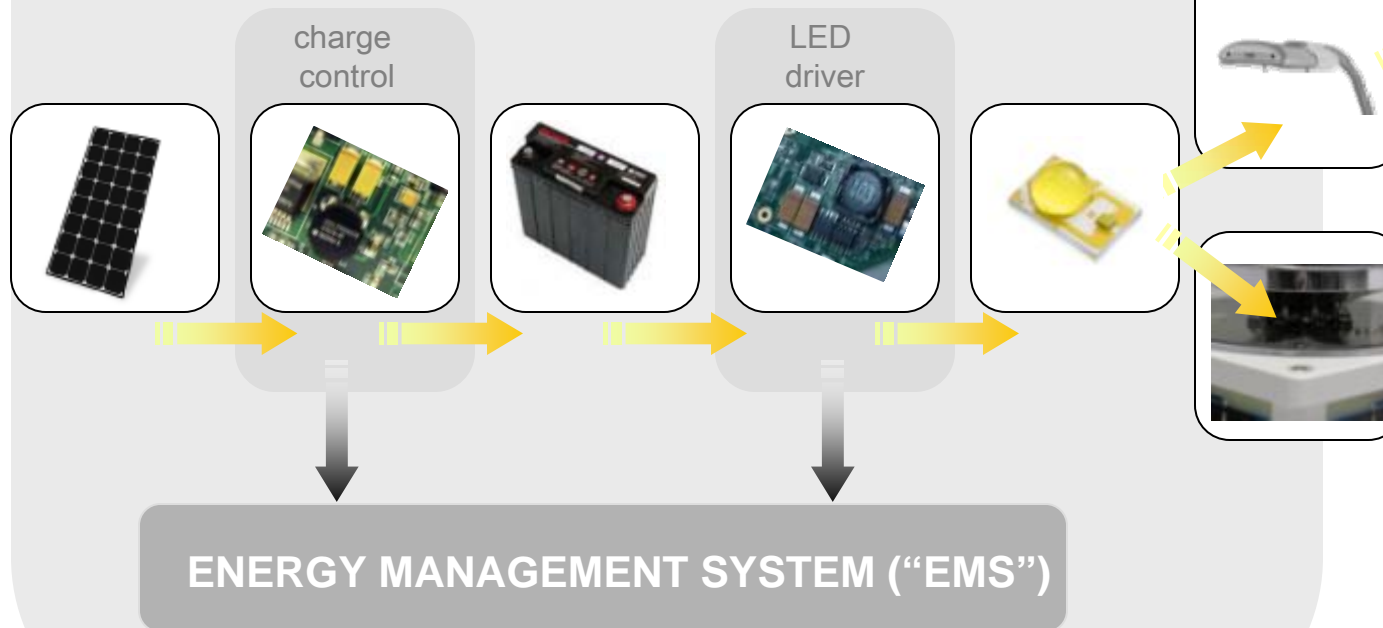 charge
control
LED
driver
ENERGY MANAGEMENT SYSTEM (“EMS”)